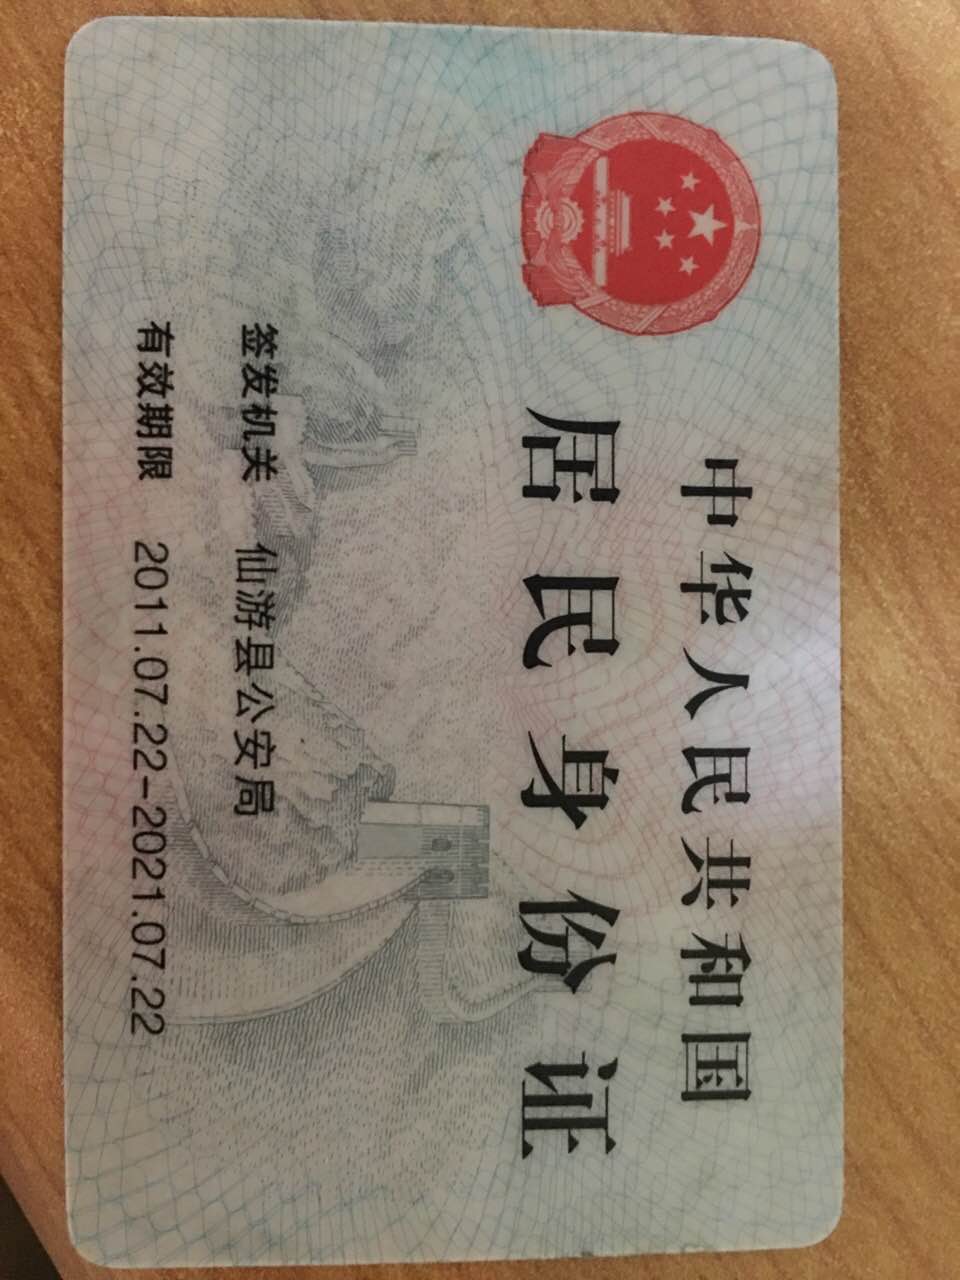 中华人民共和国
居民身份证
签发机关 仙游县公安局
有效期限 2011.07.22-2021.07.22